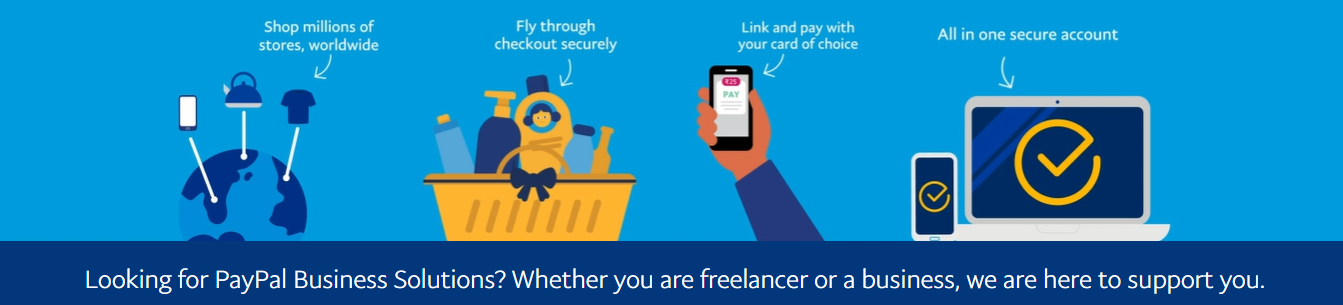 Shop millions of
stores, worldwide
Fly through
checkout securely
Link and pay with
your card of choice
All in one secure account
₹25
PAY
Looking for PayPal Business Solutions? Whether you are freelancer or a business, we are here to support you.